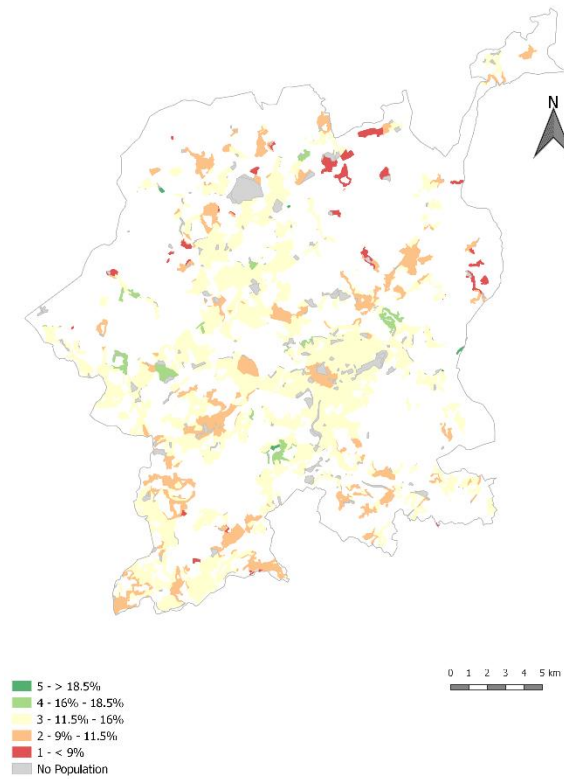 N
5 - > 18.5%
4 - 16% - 18.5%
3 - 11.5% - 16%
2 - 9% - 11.5%
1 - < 9%
No Population
0 1 2 3 4 5 km